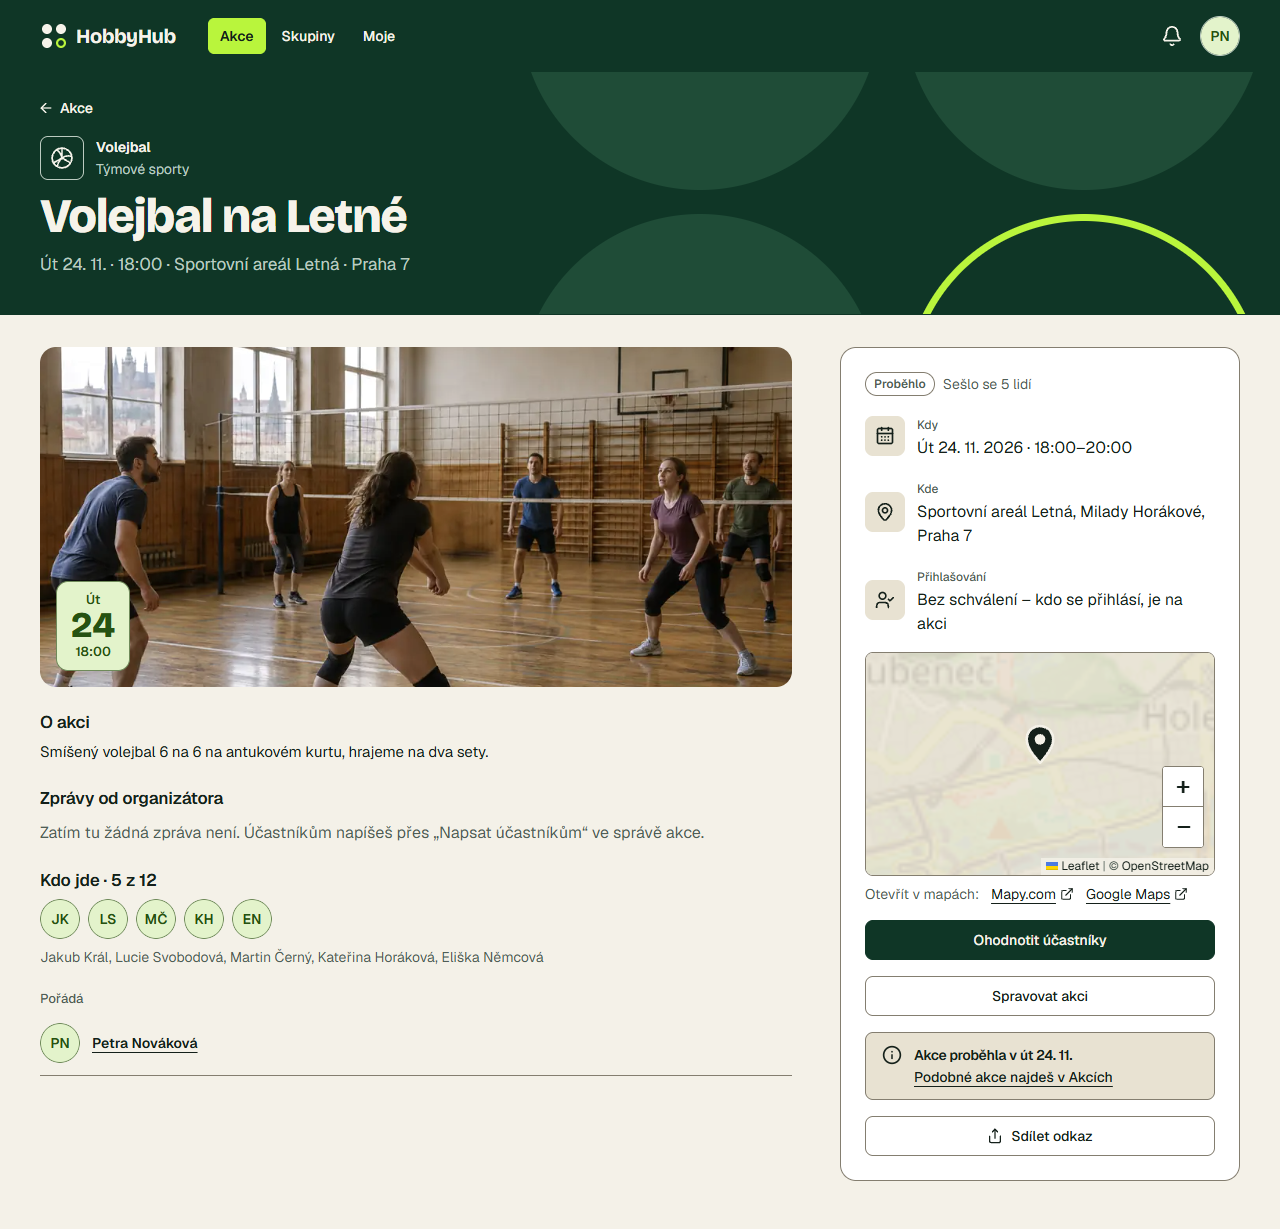 HobbyHub
Akce
Skupiny
Moje
PN
Akce
Volejbal
Týmové sporty
Volejbal na Letné
Út 24. 11. · 18:00 · Sportovní areál Letná · Praha 7
Út
24
18:00
O akci
Smíšený volejbal 6 na 6 na antukovém kurtu, hrajeme na dva sety.
Zprávy od organizátora
Zatím tu žádná zpráva není. Účastníkům napíšeš přes „Napsat účastníkům“ ve správě akce.
Kdo jde · 5 z 12
JK
LS
MČ
KH
EN
Jakub Král, Lucie Svobodová, Martin Černý, Kateřina Horáková, Eliška Němcová
Pořádá
PN
Petra Nováková
Proběhlo
Sešlo se 5 lidí
Kdy
Út 24. 11. 2026 · 18:00–20:00
Kde
Sportovní areál Letná, Milady Horákové,
Praha 7
Přihlašování
Bez schválení – kdo se přihlásí, je na
akci
ubeneč
Hole
+
−
Leaflet | © OpenStreetMap
Otevřít v mapách:
Mapy.com
Google Maps
Ohodnotit účastníky
Spravovat akci
Akce proběhla v út 24. 11.
Podobné akce najdeš v Akcích
Sdílet odkaz